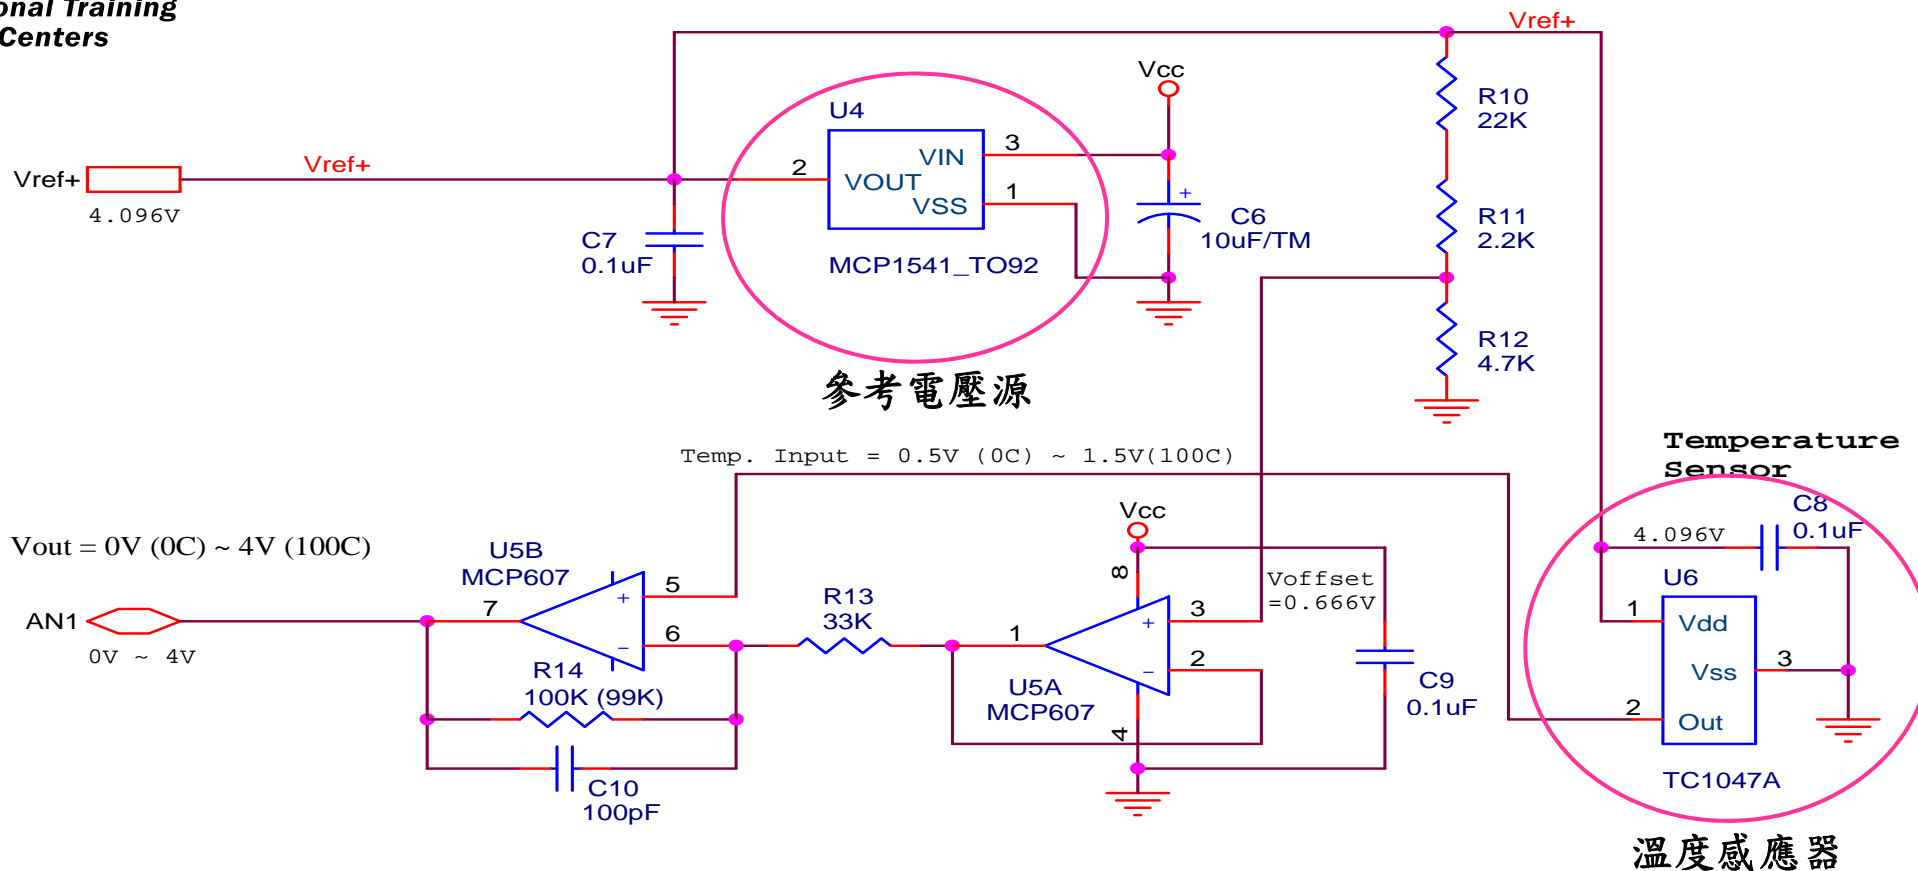 onal Training
Centers
Vref+
Vcc
U4
R10
22K
Vref+
Vref+
4.096V
2
VIN
VOUT
VSS
3
1
+
C6
10uF/TM
R11
2.2K
C7
0.1uF
MCP1541_TO92
R12
4.7K
參考電壓源
Temp. Input = 0.5V (0C) ~ 1.5V(100C)
Temperature
Sensor
Vout = 0V (0C) ~ 4V (100C)
U5B
MCP607
Vcc
C8
0.1uF
4.096V
8
Voffset
=0.666V
U6
AN1
0V ~ 4V
7
+
-
5
6
R13
33K
1
+
-
3
2
4
U5A
MCP607
C9
0.1uF
1
Vdd
Vss
3
2
Out
R14
100K (99K)
C10
100pF
TC1047A
溫度感應器